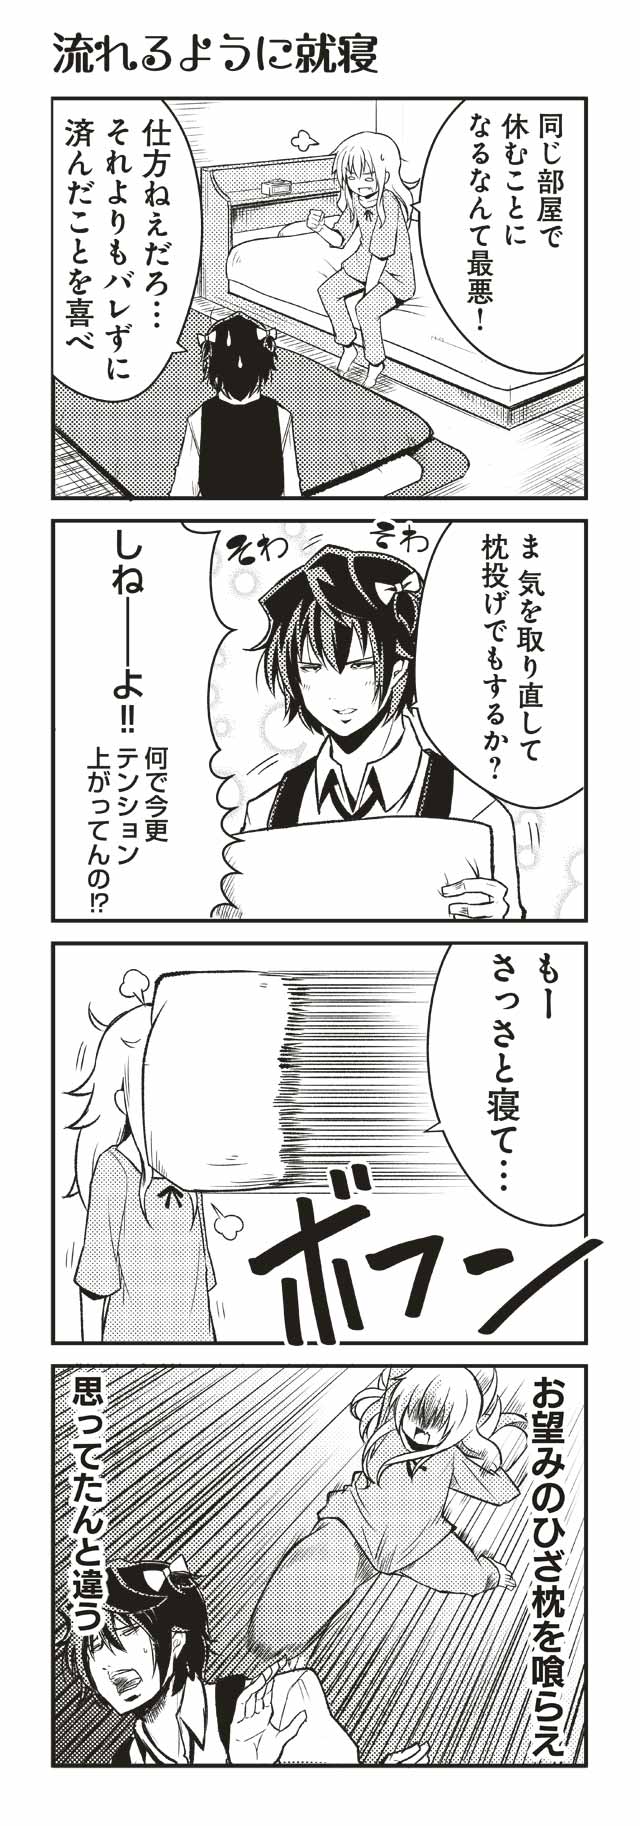 流れるように就寝
同じ部屋で
休むことに
なるなんて最悪！
仕方ねぇだろ…
それよりもバレずに
済んだことを喜べ
ま 気を取り直して
枕投げでもするか？
そわ
そわ
しね――よ!!
何で今更
テンション
上がってんの!?
もー
さっさと寝て…
ボフン
お望みのひざ枕を喰らえ
思ってたんと違う